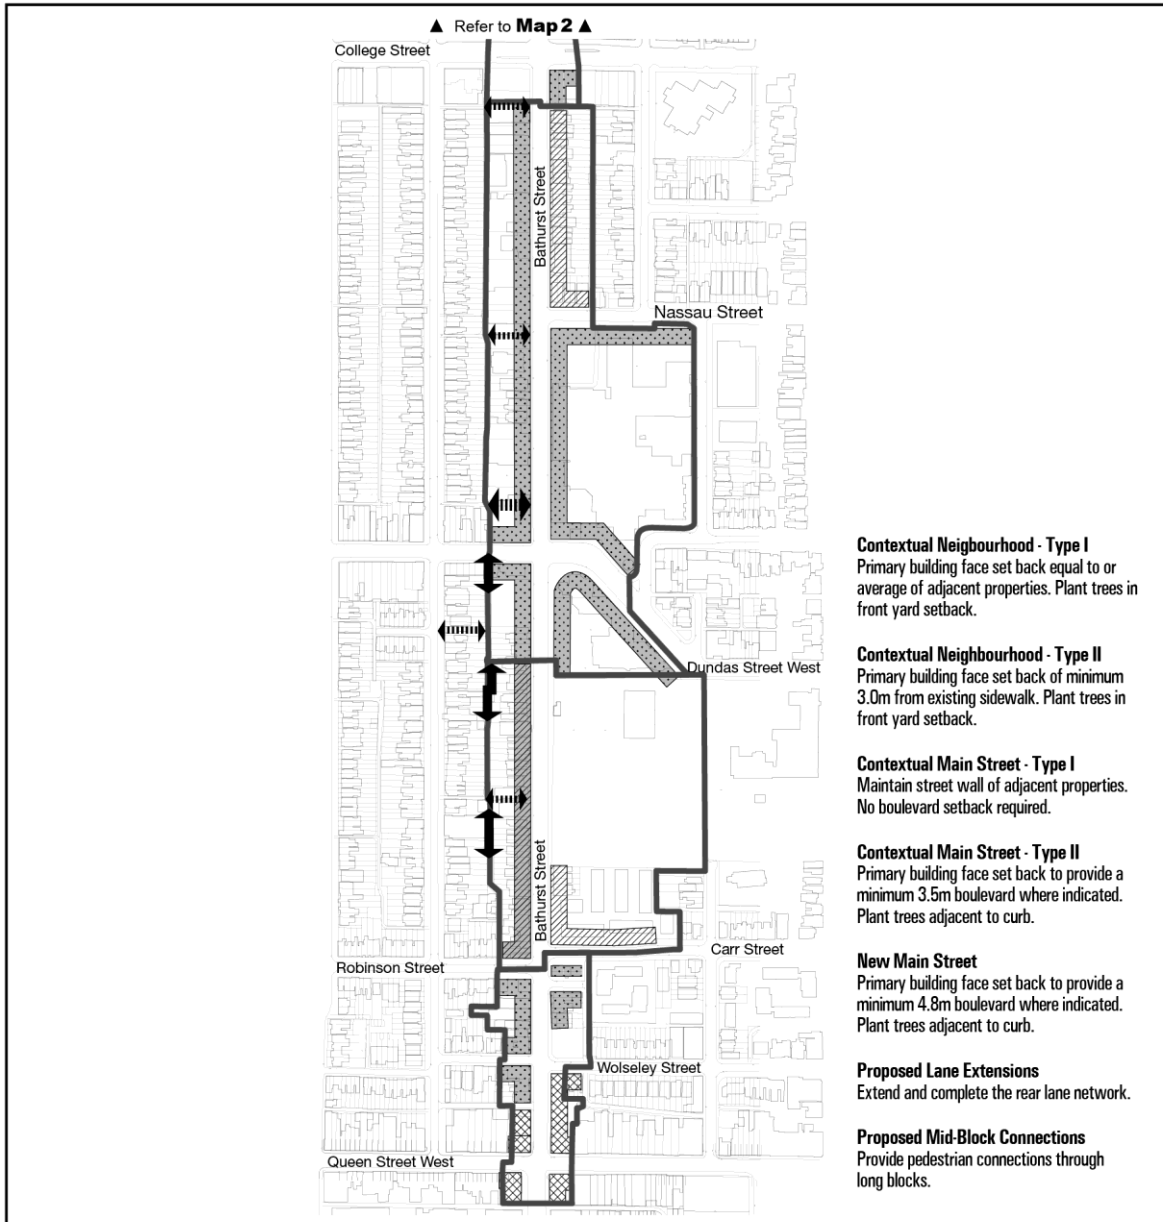 ▲ Refer to Map 2 ▲
College Street
Bathurst Street
Nassau Street
Dundas Street West
Bathurst Street
Carr Street
Robinson Street
Wolseley Street
Queen Street West
Contextual Neigbourhood - Type I
Primary building face set back equal to or
average of adjacent properties. Plant trees in
front yard setback.
Contextual Neighbourhood - Type II
Primary building face set back of minimum
3.0m from existing sidewalk. Plant trees in
front yard setback.
Contextual Main Street - Type I
Maintain street wall of adjacent properties.
No boulevard setback required.
Contextual Main Street - Type II
Primary building face set back to provide a
minimum 3.5m boulevard where indicated.
Plant trees adjacent to curb.
New Main Street
Primary building face set back to provide a
minimum 4.8m boulevard where indicated.
Plant trees adjacent to curb.
Proposed Lane Extensions
Extend and complete the rear lane network.
Proposed Mid-Block Connections
Provide pedestrian connections through
long blocks.